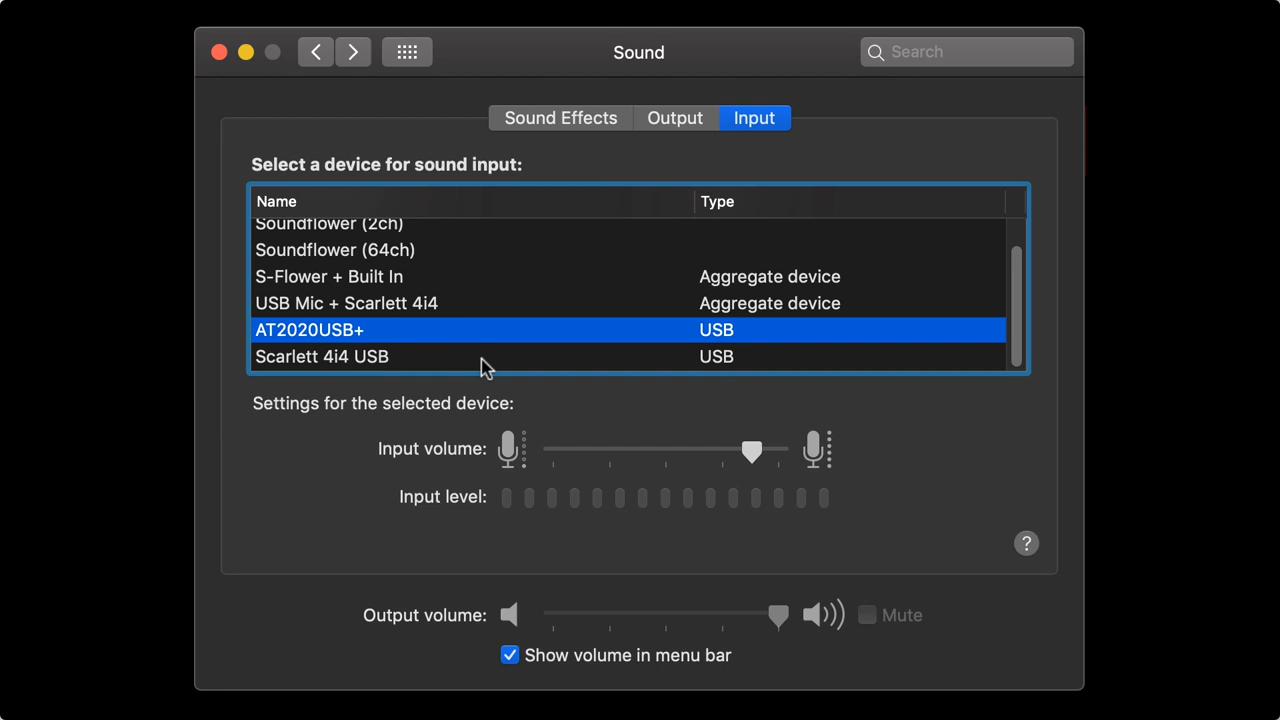 Sound
Search
Sound Effects Output Input
Select a device for sound input:
Name Type
Soundflower (2ch)
Soundflower (64ch)
S-Flower + Built In Aggregate device
USB Mic + Scarlett 4i4 Aggregate device
AT2020USB+ USB
Scarlett 4i4 USB USB
Settings for the selected device:
Input volume:
Input level:
?
Output volume: Mute
Show volume in menu bar